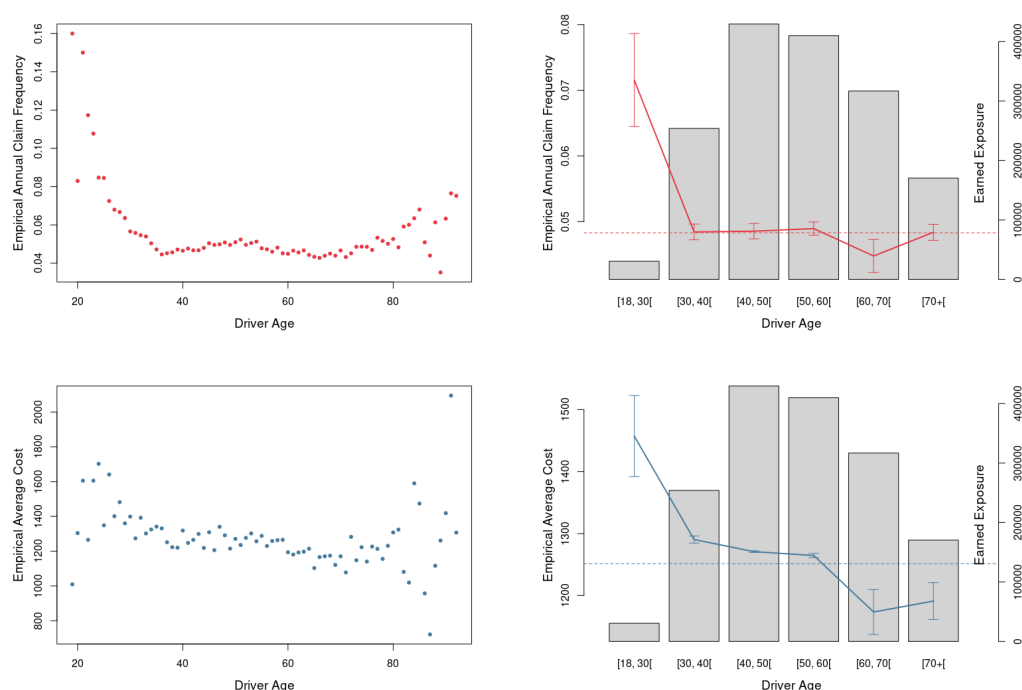 Empirical Annual Claim Frequency
0.16
0.14
0.12
0.10
0.08
0.06
0.04
20 40 60 80
Driver Age
Empirical Annual Claim Frequency
0.08
0.07
0.06
0.05
[18, 30[ [30, 40[ [40, 50[ [50, 60[ [60, 70[ [70+[
Driver Age
Earned Exposure
400000
300000
200000
100000
0
Empirical Average Cost
2000
1800
1600
1400
1200
1000
800
20 40 60 80
Driver Age
Empirical Average Cost
1500
1400
1300
1200
[18, 30[ [30, 40[ [40, 50[ [50, 60[ [60, 70[ [70+[
Driver Age
Earned Exposure
400000
300000
200000
100000
0